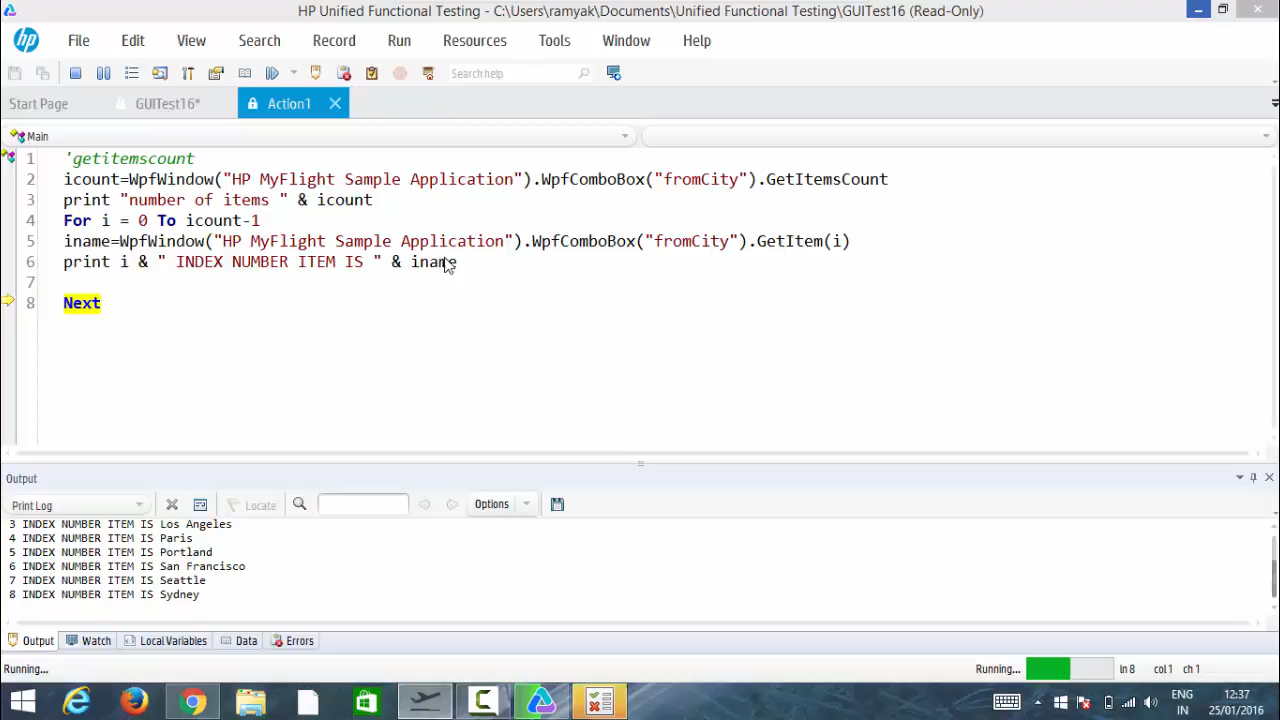 HP Unified Functional Testing - C:\Users\ramyak\Documents\Unified Functional Testing\GUITest16 (Read-Only)
hp File Edit View Search Record Run Resources Tools Window Help
Search help
Start Page GUITest16* Action1
Main
1 'getitemscount
2 icount=WpfWindow("HP MyFlight Sample Application").WpfComboBox("fromCity").GetItemsCount
3 print "number of items " & icount
4 For i = 0 To icount-1
5 iname=WpfWindow("HP MyFlight Sample Application").WpfComboBox("fromCity").GetItem(i)
6 print i & " INDEX NUMBER ITEM IS " & iname
7
8 Next
Output
Print Log Locate Options
3 INDEX NUMBER ITEM IS Los Angeles
4 INDEX NUMBER ITEM IS Paris
5 INDEX NUMBER ITEM IS Portland
6 INDEX NUMBER ITEM IS San Francisco
7 INDEX NUMBER ITEM IS Seattle
8 INDEX NUMBER ITEM IS Sydney
Output Watch Local Variables Data Errors
Running... Running... ln 8 col 1 ch 1
ENG 12:37
IN 25/01/2016